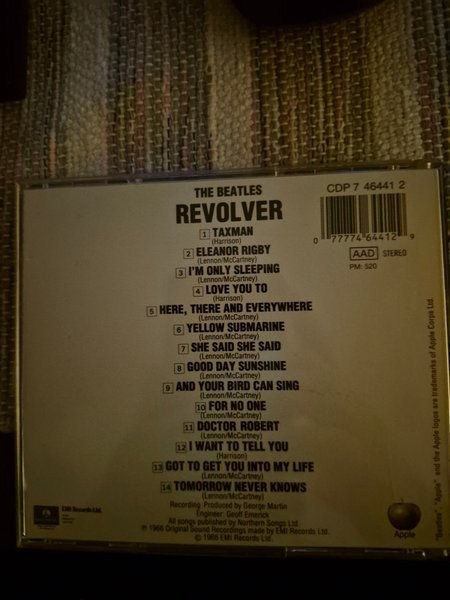 THE BEATLES
REVOLVER
1 TAXMAN
(Harrison)
2 ELEANOR RIGBY
(Lennon/McCartney)
3 I'M ONLY SLEEPING
(Lennon/McCartney)
4 LOVE YOU TO
(Harrison)
5 HERE, THERE AND EVERYWHERE
(Lennon/McCartney)
6 YELLOW SUBMARINE
(Lennon/McCartney)
7 SHE SAID SHE SAID
(Lennon/McCartney)
8 GOOD DAY SUNSHINE
(Lennon/McCartney)
9 AND YOUR BIRD CAN SING
(Lennon/McCartney)
10 FOR NO ONE
(Lennon/McCartney)
11 DOCTOR ROBERT
(Lennon/McCartney)
12 I WANT TO TELL YOU
(Harrison)
13 GOT TO GET YOU INTO MY LIFE
(Lennon/McCartney)
14 TOMORROW NEVER KNOWS
(Lennon/McCartney)
Recording Produced by George Martin
Engineer: Geoff Emerick
All songs published by Northern Songs Ltd.
℗ 1966 Original Sound Recordings made by EMI Records Ltd.
© 1966 EMI Records Ltd.
CDP 7 46441 2
0 77774 64412 9
AAD STEREO
PM: 520
EMI Records Ltd.
Apple
"Beatles", "Apple" and the Apple logos are trademarks of Apple Corps Ltd.